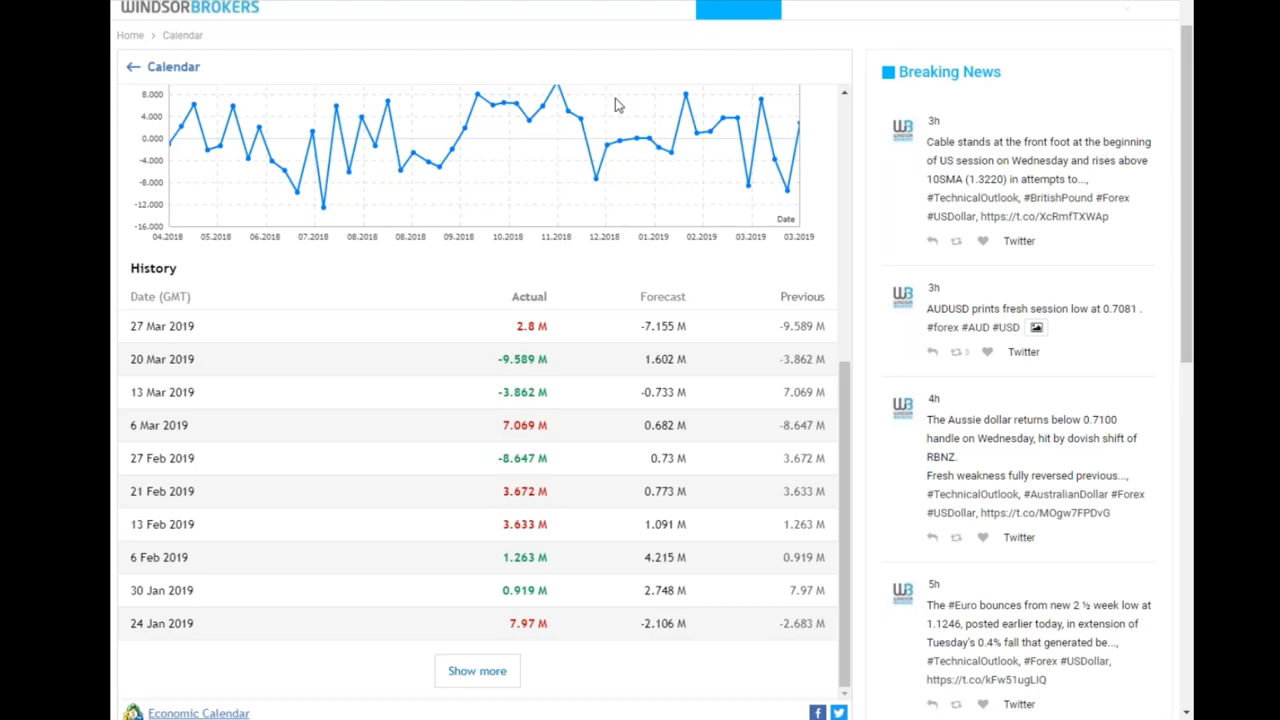 WINDSORBROKERS
Home > Calendar
← Calendar
8.000
4.000
0.000
-4.000
-8.000
-12.000
-16.000
Date
04.2018 05.2018 06.2018 07.2018 08.2018 08.2018 09.2018 10.2018 11.2018 12.2018 01.2019 02.2019 03.2019 03.2019
History
Date (GMT) Actual Forecast Previous
27 Mar 2019 2.8 M -7.155 M -9.589 M
20 Mar 2019 -9.589 M 1.602 M -3.862 M
13 Mar 2019 -3.862 M -0.733 M 7.069 M
6 Mar 2019 7.069 M 0.682 M -8.647 M
27 Feb 2019 -8.647 M 0.73 M 3.672 M
21 Feb 2019 3.672 M 0.773 M 3.633 M
13 Feb 2019 3.633 M 1.091 M 1.263 M
6 Feb 2019 1.263 M 4.215 M 0.919 M
30 Jan 2019 0.919 M 2.748 M 7.97 M
24 Jan 2019 7.97 M -2.106 M -2.683 M
Show more
Economic Calendar
Breaking News
WB
3h
Cable stands at the front foot at the beginning
of US session on Wednesday and rises above
10SMA (1.3220) in attempts to...,
#TechnicalOutlook, #BritishPound #Forex
#USDollar, https://t.co/XcRmfTXWAp
Twitter
WB
3h
AUDUSD prints fresh session low at 0.7081 .
#forex #AUD #USD
3 Twitter
WB
4h
The Aussie dollar returns below 0.7100
handle on Wednesday, hit by dovish shift of
RBNZ.
Fresh weakness fully reversed previous...,
#TechnicalOutlook, #AustralianDollar #Forex
#USDollar, https://t.co/MOgw7FPDvG
Twitter
WB
5h
The #Euro bounces from new 2 ½ week low at
1.1246, posted earlier today, in extension of
Tuesday's 0.4% fall that generated be...,
#TechnicalOutlook, #Forex #USDollar,
https://t.co/kFw51ugLIQ
Twitter